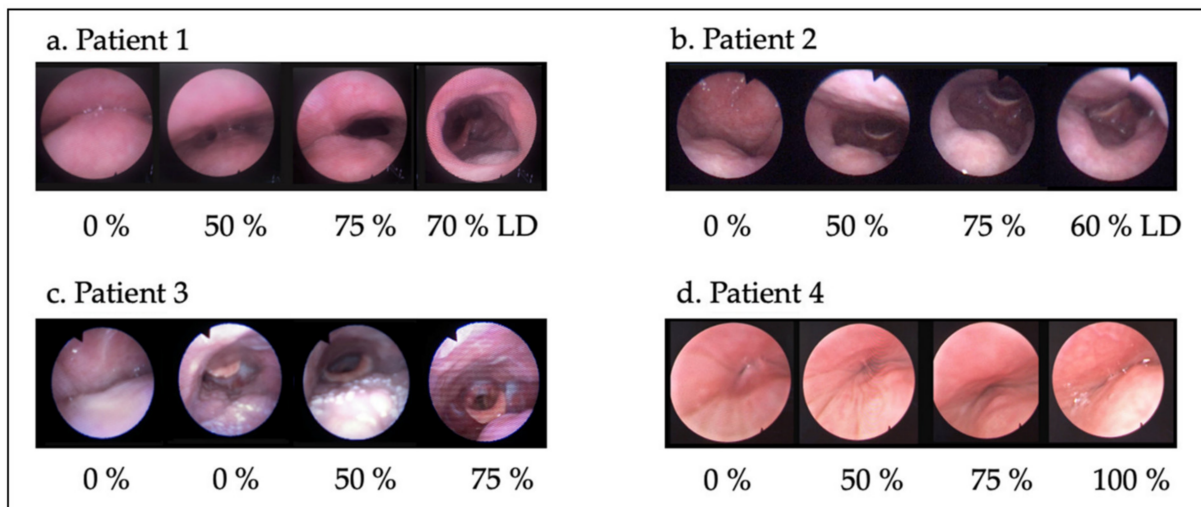 a. Patient 1
0 %
50 %
75 %
70 % LD
b. Patient 2
0 %
50 %
75 %
60 % LD
c. Patient 3
0 %
0 %
50 %
75 %
d. Patient 4
0 %
50 %
75 %
100 %